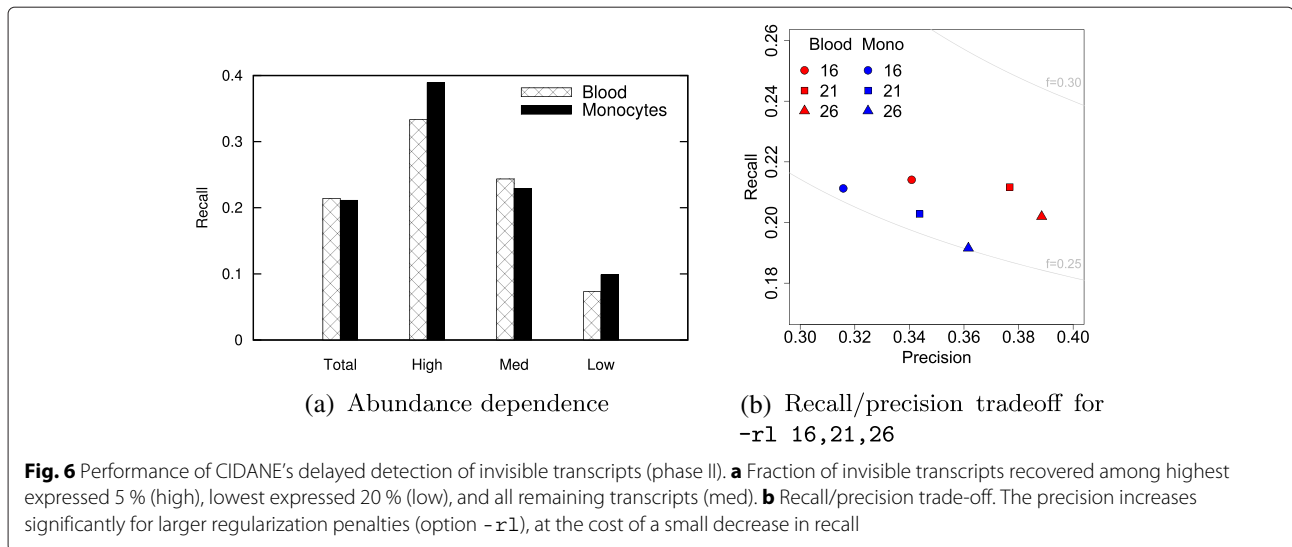 0.4
0.3
0.2
0.1
0
Recall
Blood
Monocytes
Total High Med Low
(a) Abundance dependence
0.26
0.24
0.22
0.20
0.18
Recall
Blood Mono
16 16
21 21
26 26
f=0.30
f=0.25
0.30 0.32 0.34 0.36 0.38 0.40
Precision
(b) Recall/precision tradeoff for
-rl 16,21,26
Fig. 6 Performance of CIDANE's delayed detection of invisible transcripts (phase II). a Fraction of invisible transcripts recovered among highest
expressed 5 % (high), lowest expressed 20 % (low), and all remaining transcripts (med). b Recall/precision trade-off. The precision increases
significantly for larger regularization penalties (option -rl), at the cost of a small decrease in recall